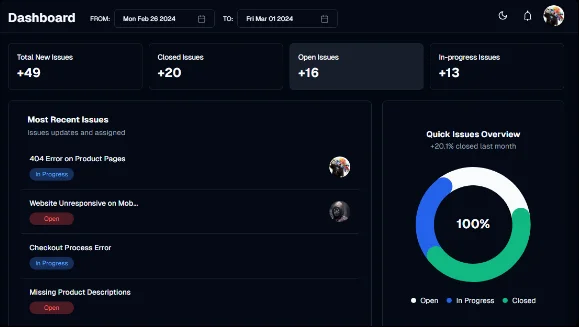 Dashboard
FROM: Mon Feb 26 2024 TO: Fri Mar 01 2024
Total New Issues
+49
Closed Issues
+20
Open Issues
+16
In-progress Issues
+13
Most Recent Issues
Issues updates and assigned
404 Error on Product Pages
In Progress
Website Unresponsive on Mob...
Open
Checkout Process Error
In Progress
Missing Product Descriptions
Open
Quick Issues Overview
+20.1% closed last month
100%
Open In Progress Closed